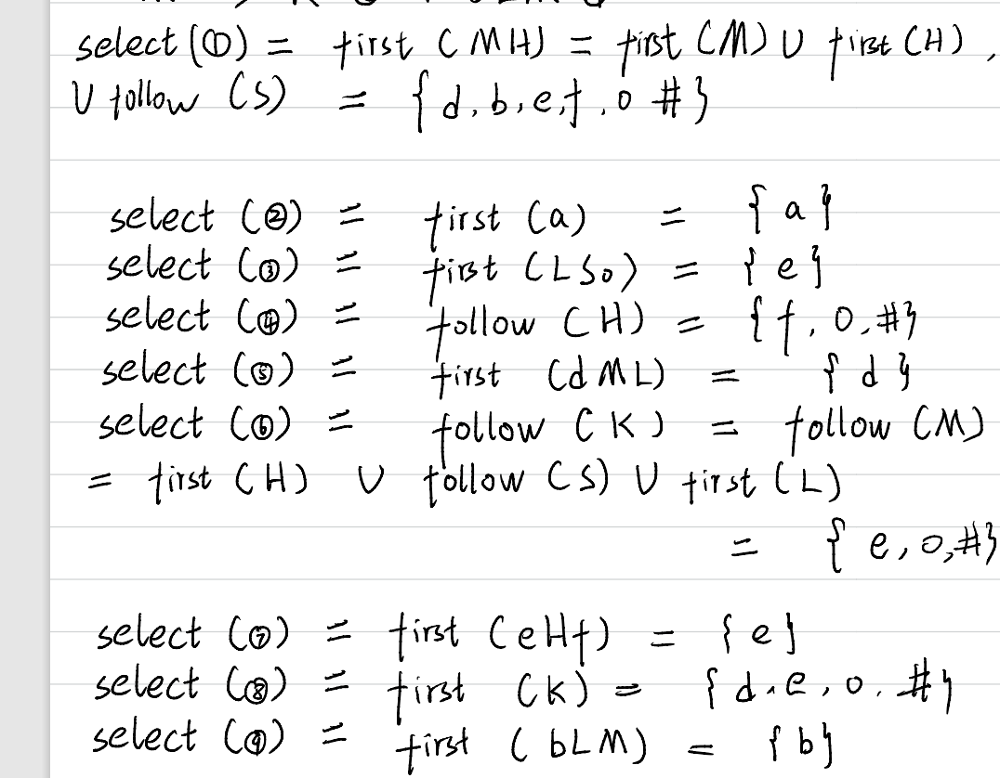 select (①) = first (MH) = first (M) ∪ first (H),
∪ follow (S) = {d, b, e, f, o #}
select (②) = first (a) = {a}
select (③) = first (LSo) = {e}
select (④) = follow (H) = {f, o, #}
select (⑤) = first (dML) = {d}
select (⑥) = follow (K) = follow (M)
= first (H) ∪ follow (S) ∪ first (L)
= {e, o, #}
select (⑦) = first (eHf) = {e}
select (⑧) = first (K) = {d, e, o, #}
select (⑨) = first (bLM) = {b}